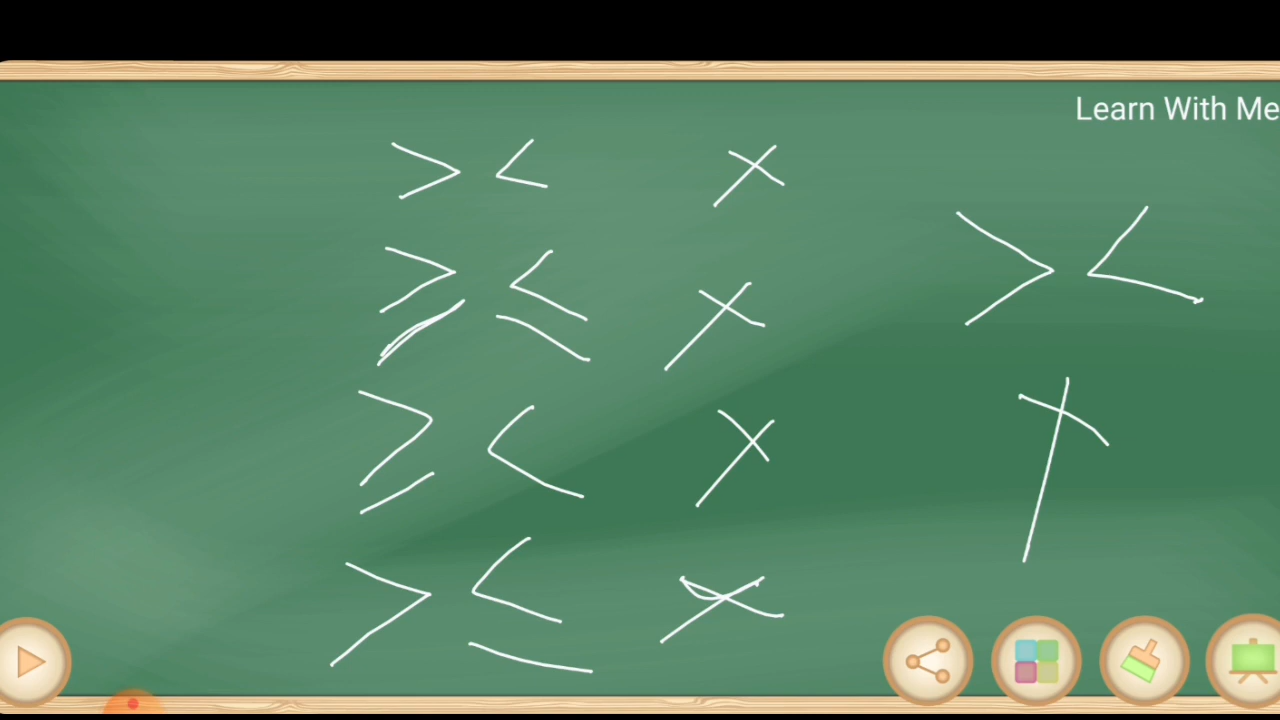 Learn With Me
> < ×
≥ ≤ ×
≥ < ×
> ≤ ×
> <
×